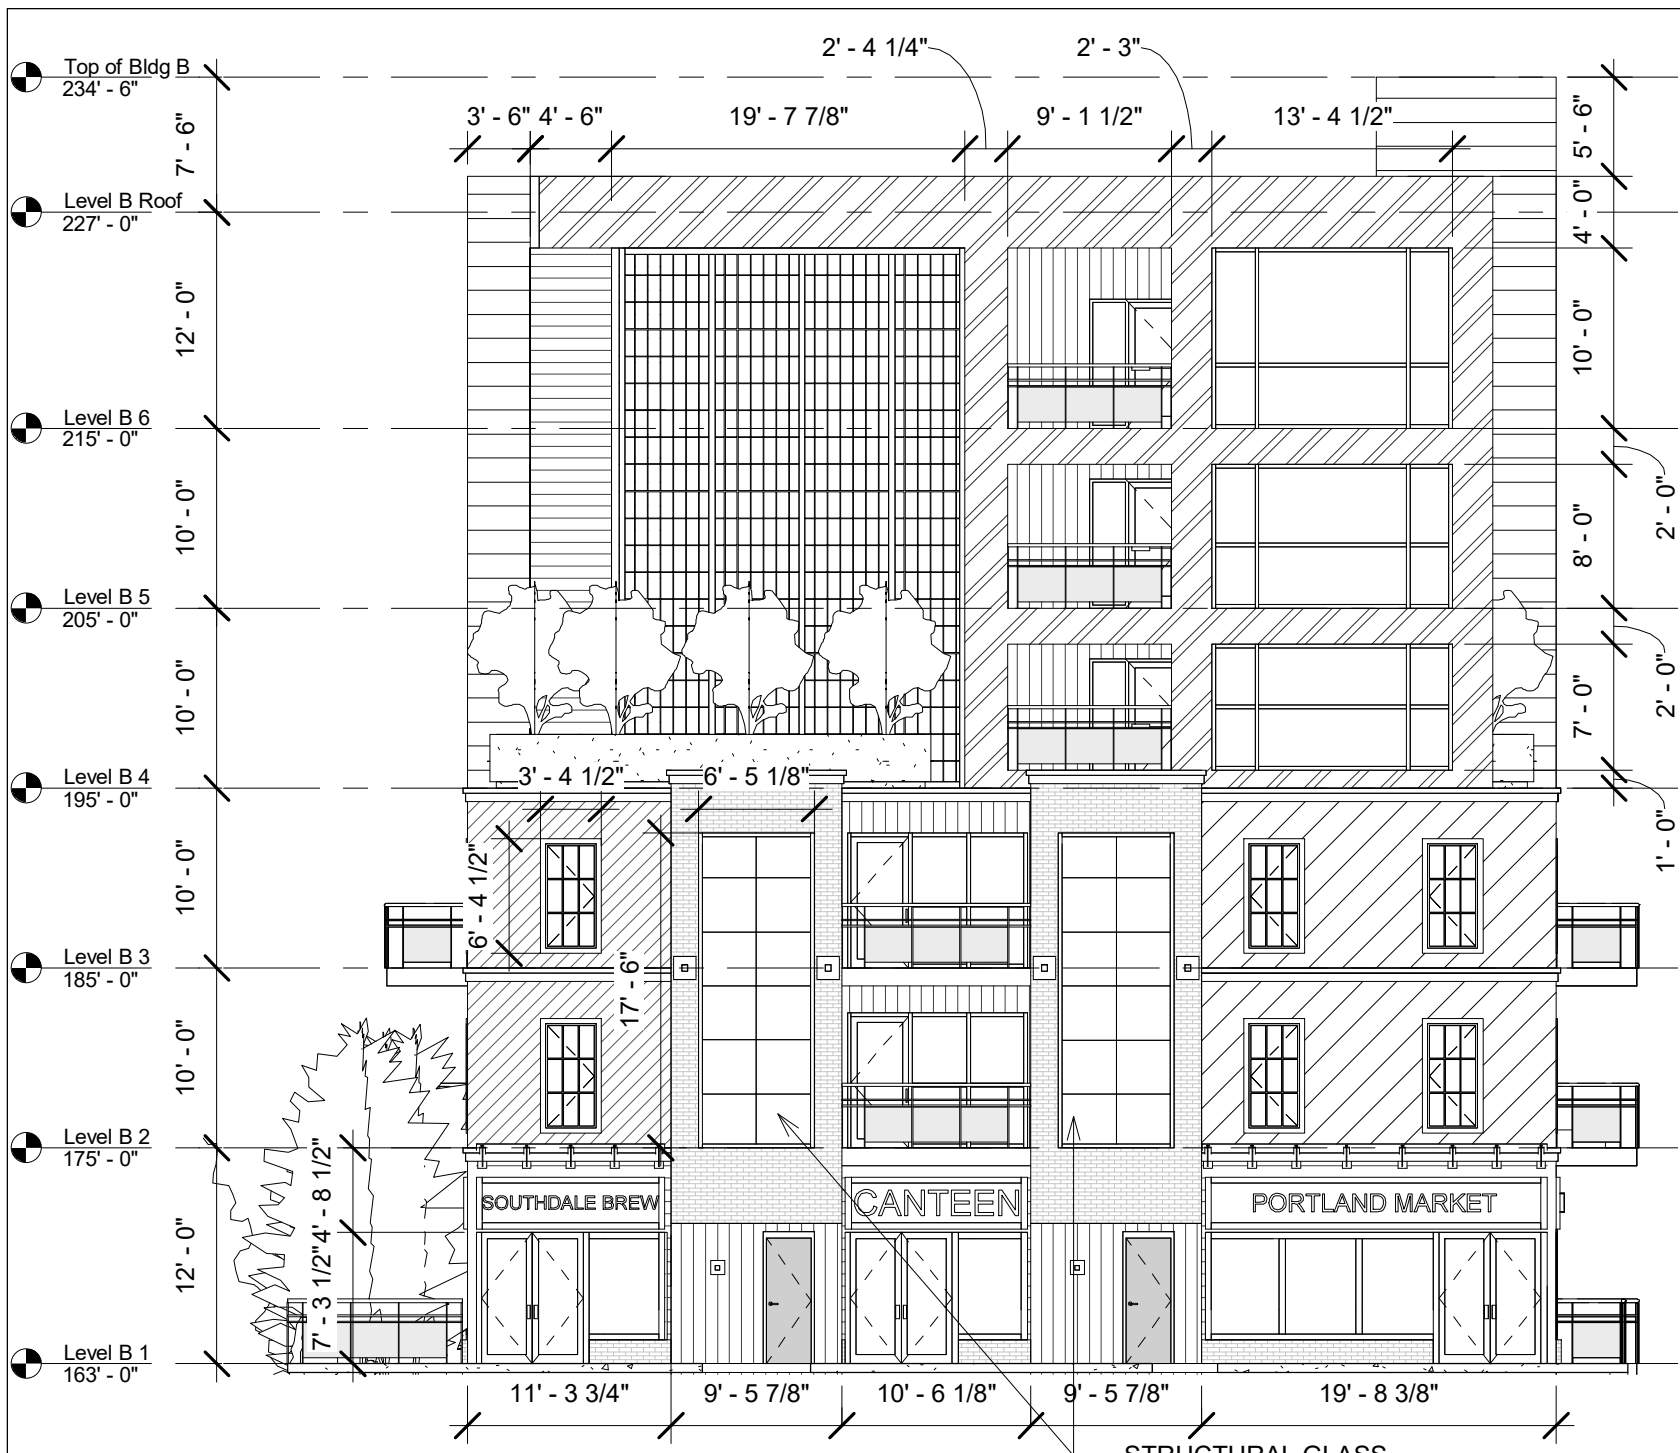 2' - 4 1/4"
2' - 3"
Top of Bldg B
234' - 6"
3' - 6"
4' - 6"
19' - 7 7/8"
9' - 1 1/2"
13' - 4 1/2"
7' - 6"
5' - 6"
Level B Roof
227' - 0"
4' - 0"
12' - 0"
10' - 0"
Level B 6
215' - 0"
2' - 0"
10' - 0"
8' - 0"
Level B 5
205' - 0"
2' - 0"
10' - 0"
7' - 0"
Level B 4
195' - 0"
3' - 4 1/2"
6' - 5 1/8"
1' - 0"
10' - 0"
6' - 4 1/2"
Level B 3
185' - 0"
17' - 6"
10' - 0"
Level B 2
175' - 0"
4' - 8 1/2"
SOUTHDALE BREW
CANTEEN
PORTLAND MARKET
12' - 0"
7' - 3 1/2"
Level B 1
163' - 0"
11' - 3 3/4"
9' - 5 7/8"
10' - 6 1/8"
9' - 5 7/8"
19' - 8 3/8"
STRUCTURAL GLASS